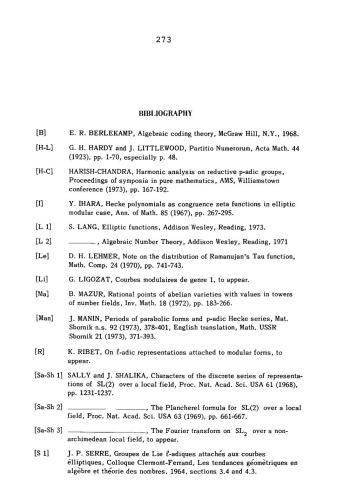 273
BIBLIOGRAPHY
[B] E. R. BERLEKAMP, Algebraic coding theory, McGraw Hill, N.Y., 1968.
[H-L] G. H. HARDY and J. LITTLEWOOD, Partitio Numerorum, Acta Math. 44
(1923), pp. 1-70, especially p. 48.
[H-C] HARISH-CHANDRA, Harmonic analysis on reductive p-adic groups,
Proceedings of symposia in pure mathematics, AMS, Williamstown
conference (1973), pp. 167-192.
[I] Y. IHARA, Hecke polynomials as congruence zeta functions in elliptic
modular case, Ann. of Math. 85 (1967), pp. 267-295.
[L 1] S. LANG, Elliptic functions, Addison Wesley, Reading, 1973.
[L 2] ______, Algebraic Number Theory, Addison Wesley, Reading, 1971
[Le] D. H. LEHMER, Note on the distribution of Ramanujan's Tau function,
Math. Comp. 24 (1970), pp. 741-743.
[Li] G. LIGOZAT, Courbes modulaires de genre 1, to appear.
[Ma] B. MAZUR, Rational points of abelian varieties with values in towers
of number fields, Inv. Math. 18 (1972), pp. 183-266.
[Man] J. MANIN, Periods of parabolic forms and p-adic Hecke series, Mat.
Sbornik n.s. 92 (1973), 378-401, English translation, Math. USSR
Sbornik 21 (1973), 371-393.
[R] K. RIBET, On ℓ-adic representations attached to modular forms, to
appear.
[Sa-Sh 1] SALLY and J. SHALIKA, Characters of the discrete series of representa-
tions of SL(2) over a local field, Proc. Nat. Acad. Sci. USA 61 (1968),
pp. 1231-1237.
[Sa-Sh 2] ______ ______, The Plancherel formula for SL(2) over a local
field, Proc. Nat. Acad. Sci. USA 63 (1969), pp. 661-667.
[Sa-Sh 3] ______, The Fourier transform on SL₂ over a non-
archimedean local field, to appear.
[S 1] J. P. SERRE, Groupes de Lie ℓ-adiques attachés aux courbes
élliptiques, Colloque Clermont-Ferrand, Les tendances géométriques en
algèbre et théorie des nombres, 1964, sections 3.4 and 4.3.